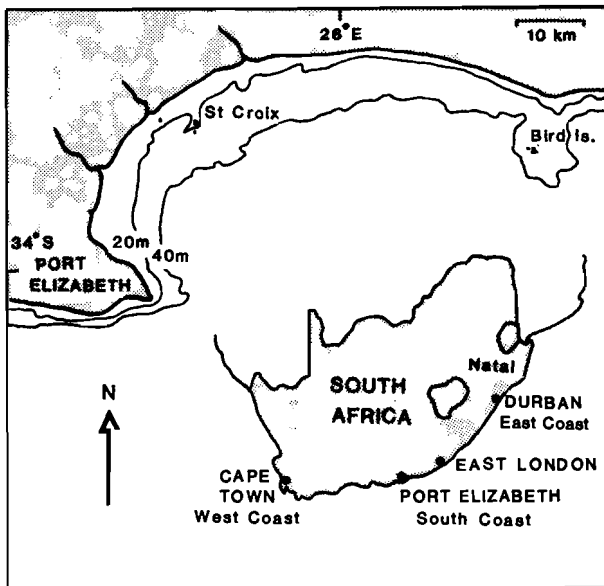 26°E
10 km
St Croix
Bird Is.
34°S
20m
40m
PORT
ELIZABETH
N
Natal
SOUTH
AFRICA
DURBAN
East Coast
EAST LONDON
CAPE
TOWN
West Coast
PORT ELIZABETH
South Coast